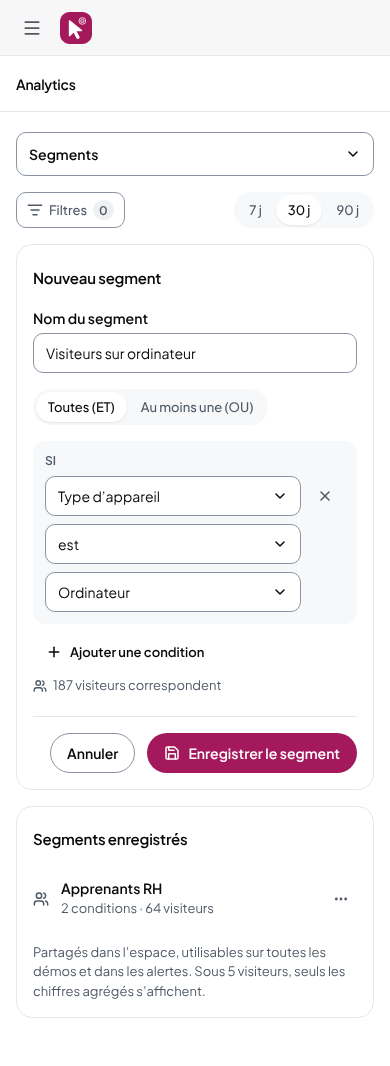 Analytics
Segments
Filtres 0
7 j 30 j 90 j
Nouveau segment
Nom du segment
Visiteurs sur ordinateur
Toutes (ET) Au moins une (OU)
SI
Type d'appareil
est
Ordinateur
Ajouter une condition
187 visiteurs correspondent
Annuler Enregistrer le segment
Segments enregistrés
Apprenants RH
2 conditions · 64 visiteurs
Partagés dans l'espace, utilisables sur toutes les
démos et dans les alertes. Sous 5 visiteurs, seuls les
chiffres agrégés s'affichent.